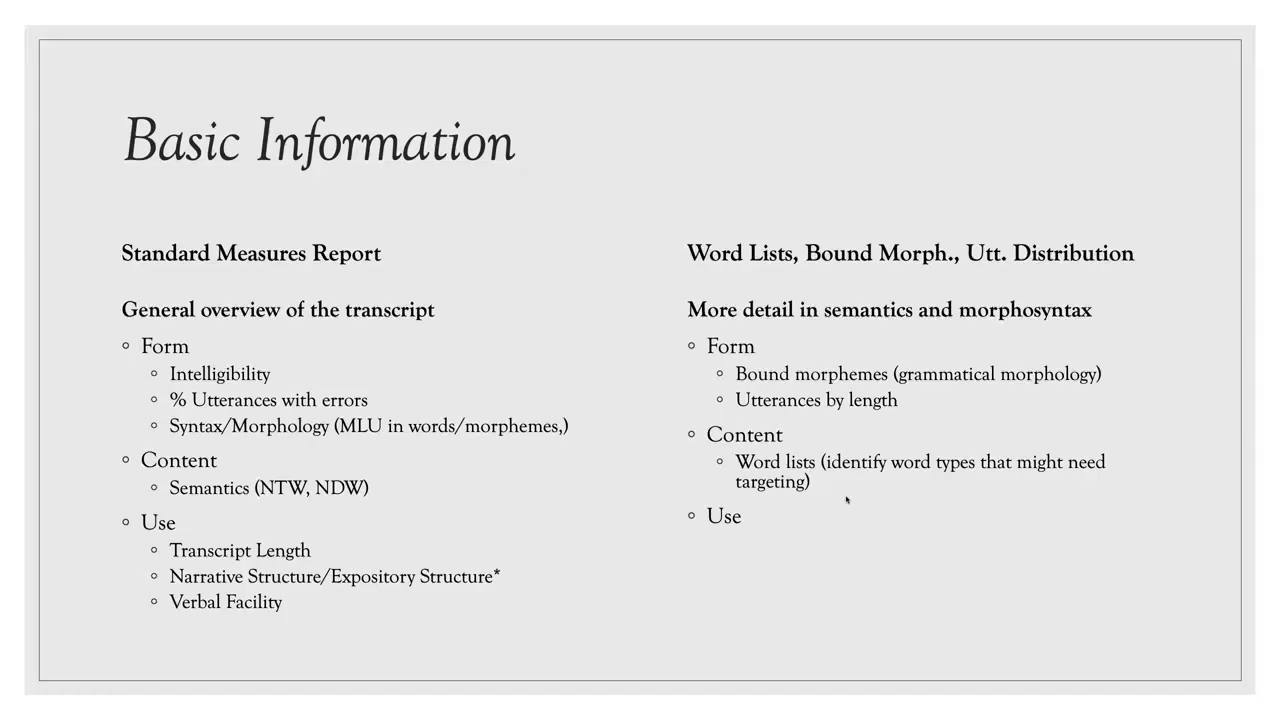 Basic Information
Standard Measures Report
General overview of the transcript
Form
Intelligibility
% Utterances with errors
Syntax/Morphology (MLU in words/morphemes,)
Content
Semantics (NTW, NDW)
Use
Transcript Length
Narrative Structure/Expository Structure*
Verbal Facility
Word Lists, Bound Morph., Utt. Distribution
More detail in semantics and morphosyntax
Form
Bound morphemes (grammatical morphology)
Utterances by length
Content
Word lists (identify word types that might need
targeting)
Use